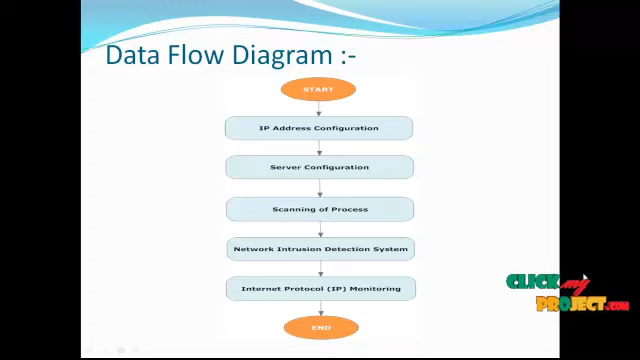 Data Flow Diagram :-
START
IP Address Configuration
Server Configuration
Scanning of Process
Network Intrusion Detection System
Internet Protocol (IP) Monitoring
END
CLICK my
PROJECT.COM